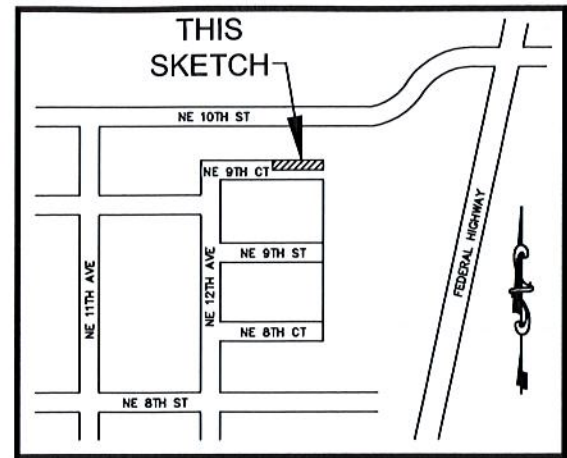 THIS
SKETCH
NE 10TH ST
NE 9TH CT
NE 11TH AVE
NE 12TH AVE
NE 9TH ST
FEDERAL HIGHWAY
NE 8TH CT
NE 8TH ST